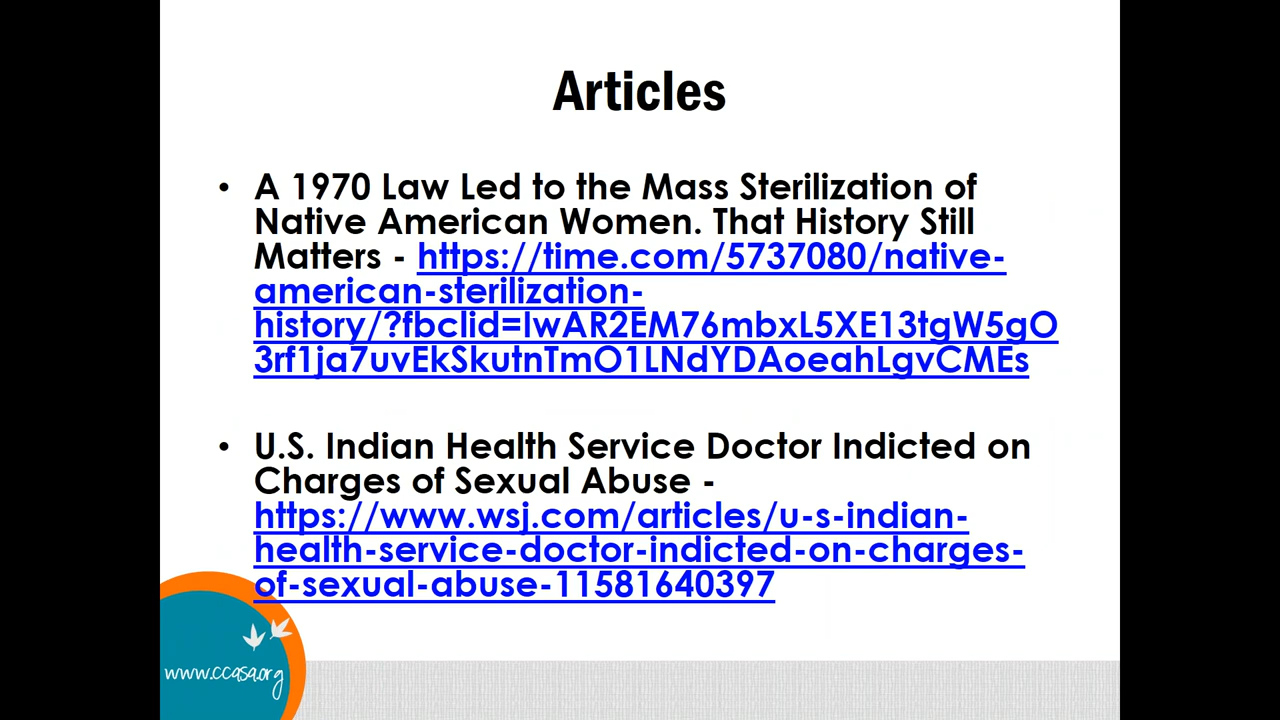 Articles
• A 1970 Law Led to the Mass Sterilization of
Native American Women. That History Still
Matters - https://time.com/5737080/native-
american-sterilization-
history/?fbclid=IwAR2EM76mbxL5XE13tgW5gO
3rf1ja7uvEkSkutnTmO1LNdYDAoeahLgvCMEs
• U.S. Indian Health Service Doctor Indicted on
Charges of Sexual Abuse -
https://www.wsj.com/articles/u-s-indian-
health-service-doctor-indicted-on-charges-
of-sexual-abuse-11581640397
www.ccasa.org